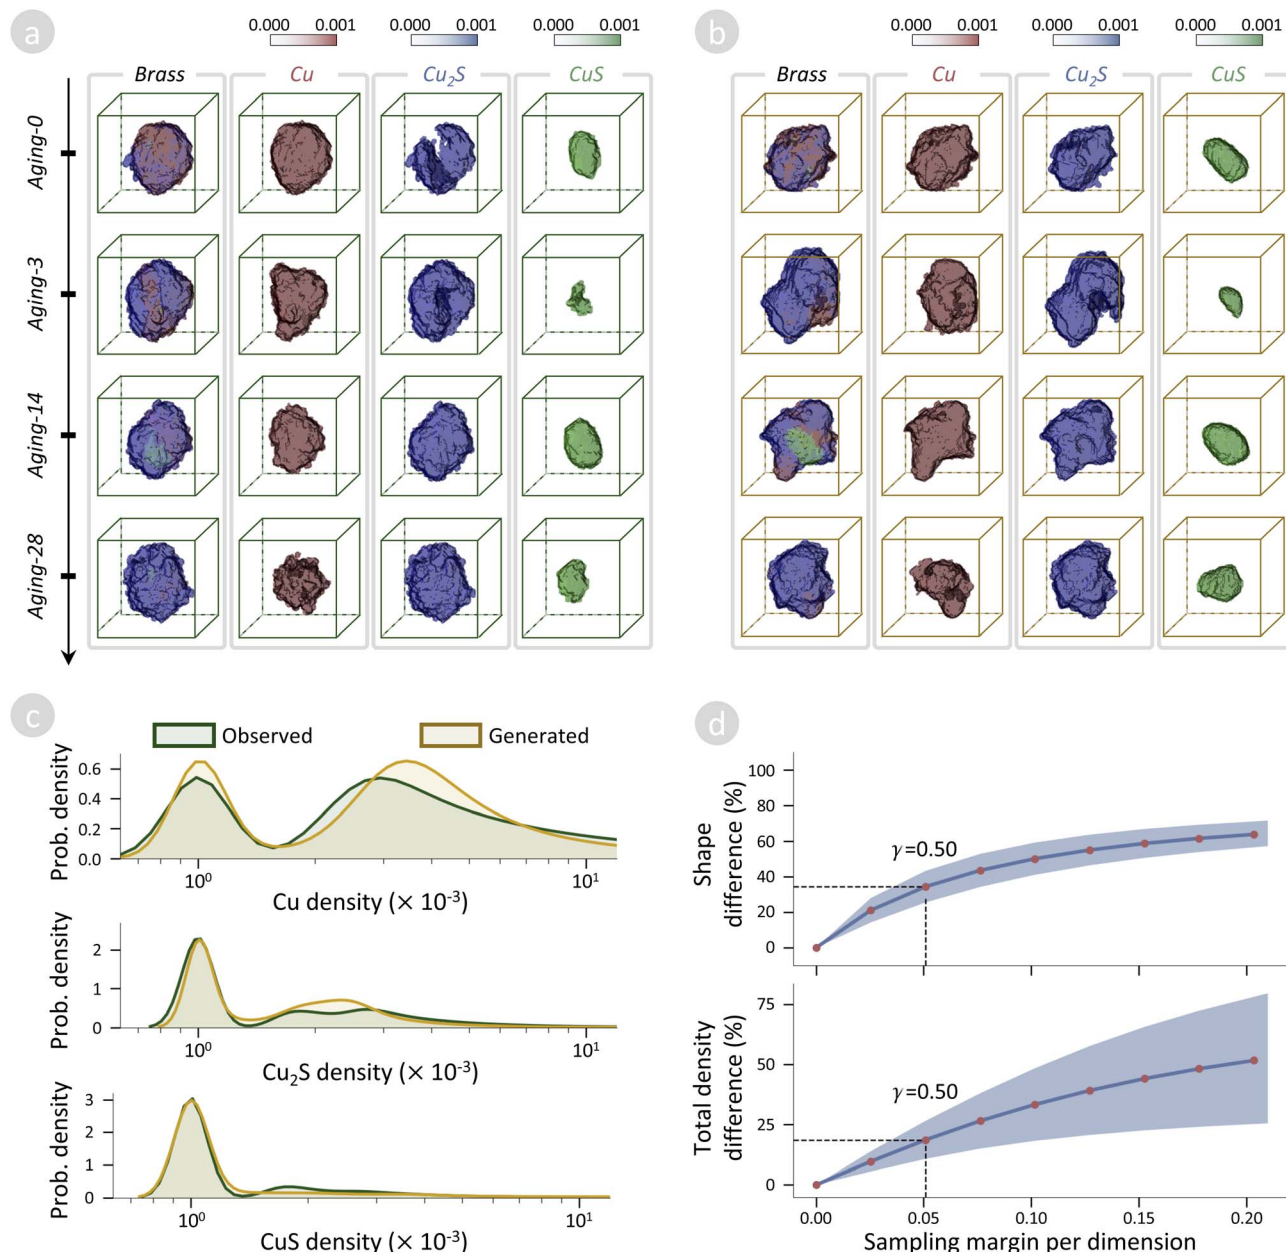 a
0.000 0.001 0.000 0.001 0.000 0.001
Brass Cu Cu₂S CuS
Aging-0
Aging-3
Aging-14
Aging-28
b
0.000 0.001 0.000 0.001 0.000 0.001
Brass Cu Cu₂S CuS
c
Observed Generated
Prob. density
0.6
0.4
0.2
0.0
10⁰ 10¹
Cu density (× 10⁻³)
Prob. density
2
1
0
10⁰ 10¹
Cu₂S density (× 10⁻³)
Prob. density
3
2
1
0
10⁰ 10¹
CuS density (× 10⁻³)
d
Shape
difference (%)
100
80
60
40
20
0
γ=0.50
Total density
difference (%)
75
50
25
0
γ=0.50
0.00 0.05 0.10 0.15 0.20
Sampling margin per dimension